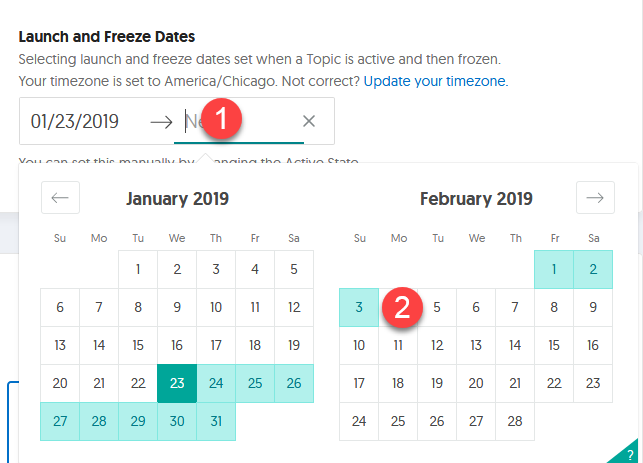 Launch and Freeze Dates
Selecting launch and freeze dates set when a Topic is active and then frozen.
Your timezone is set to America/Chicago. Not correct? Update your timezone.
01/23/2019 → Ne 1 ×
You can set this manually by changing the Active State
← January 2019 February 2019 →
Su Mo Tu We Th Fr Sa Su Mo Tu We Th Fr Sa
1 2 3 4 5 1 2
6 7 8 9 10 11 12 3 2 5 6 7 8 9
13 14 15 16 17 18 19 10 11 12 13 14 15 16
20 21 22 23 24 25 26 17 18 19 20 21 22 23
27 28 29 30 31 24 25 26 27 28
?